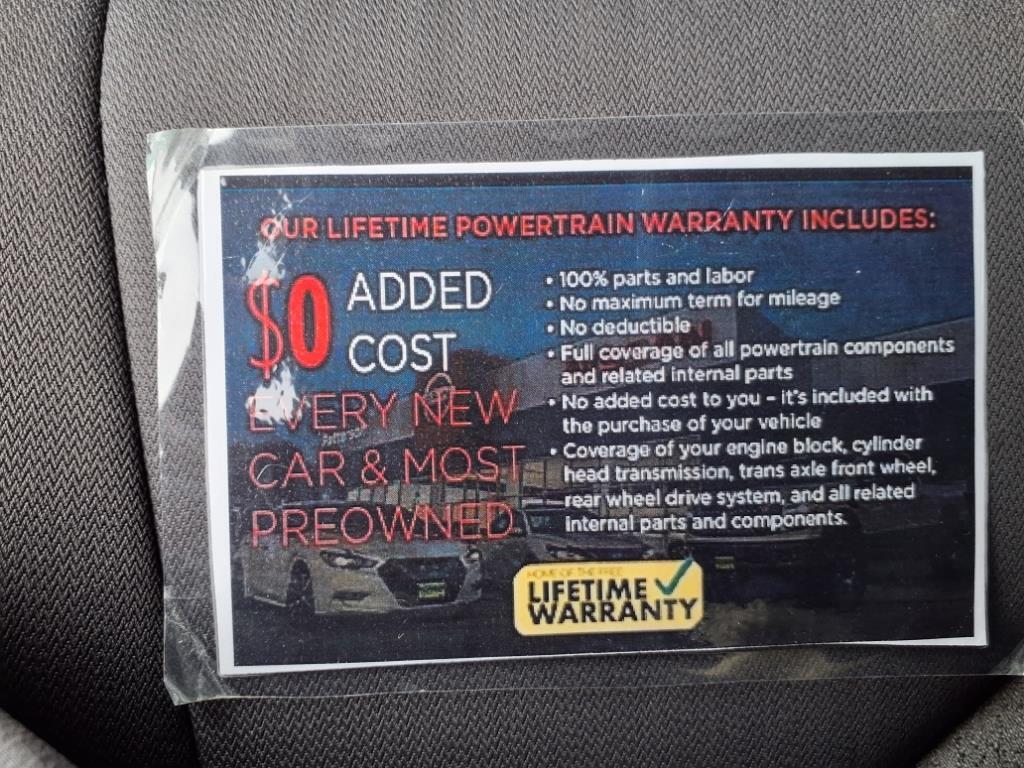 OUR LIFETIME POWERTRAIN WARRANTY INCLUDES:
$0 ADDED
COST
EVERY NEW
CAR & MOST
PREOWNED
• 100% parts and labor
• No maximum term for mileage
• No deductible
• Full coverage of all powertrain components
and related internal parts
• No added cost to you – it's included with
the purchase of your vehicle
• Coverage of your engine block, cylinder
head transmission, trans axle front wheel,
rear wheel drive system, and all related
internal parts and components.
HOME OF THE FREE
LIFETIME
WARRANTY